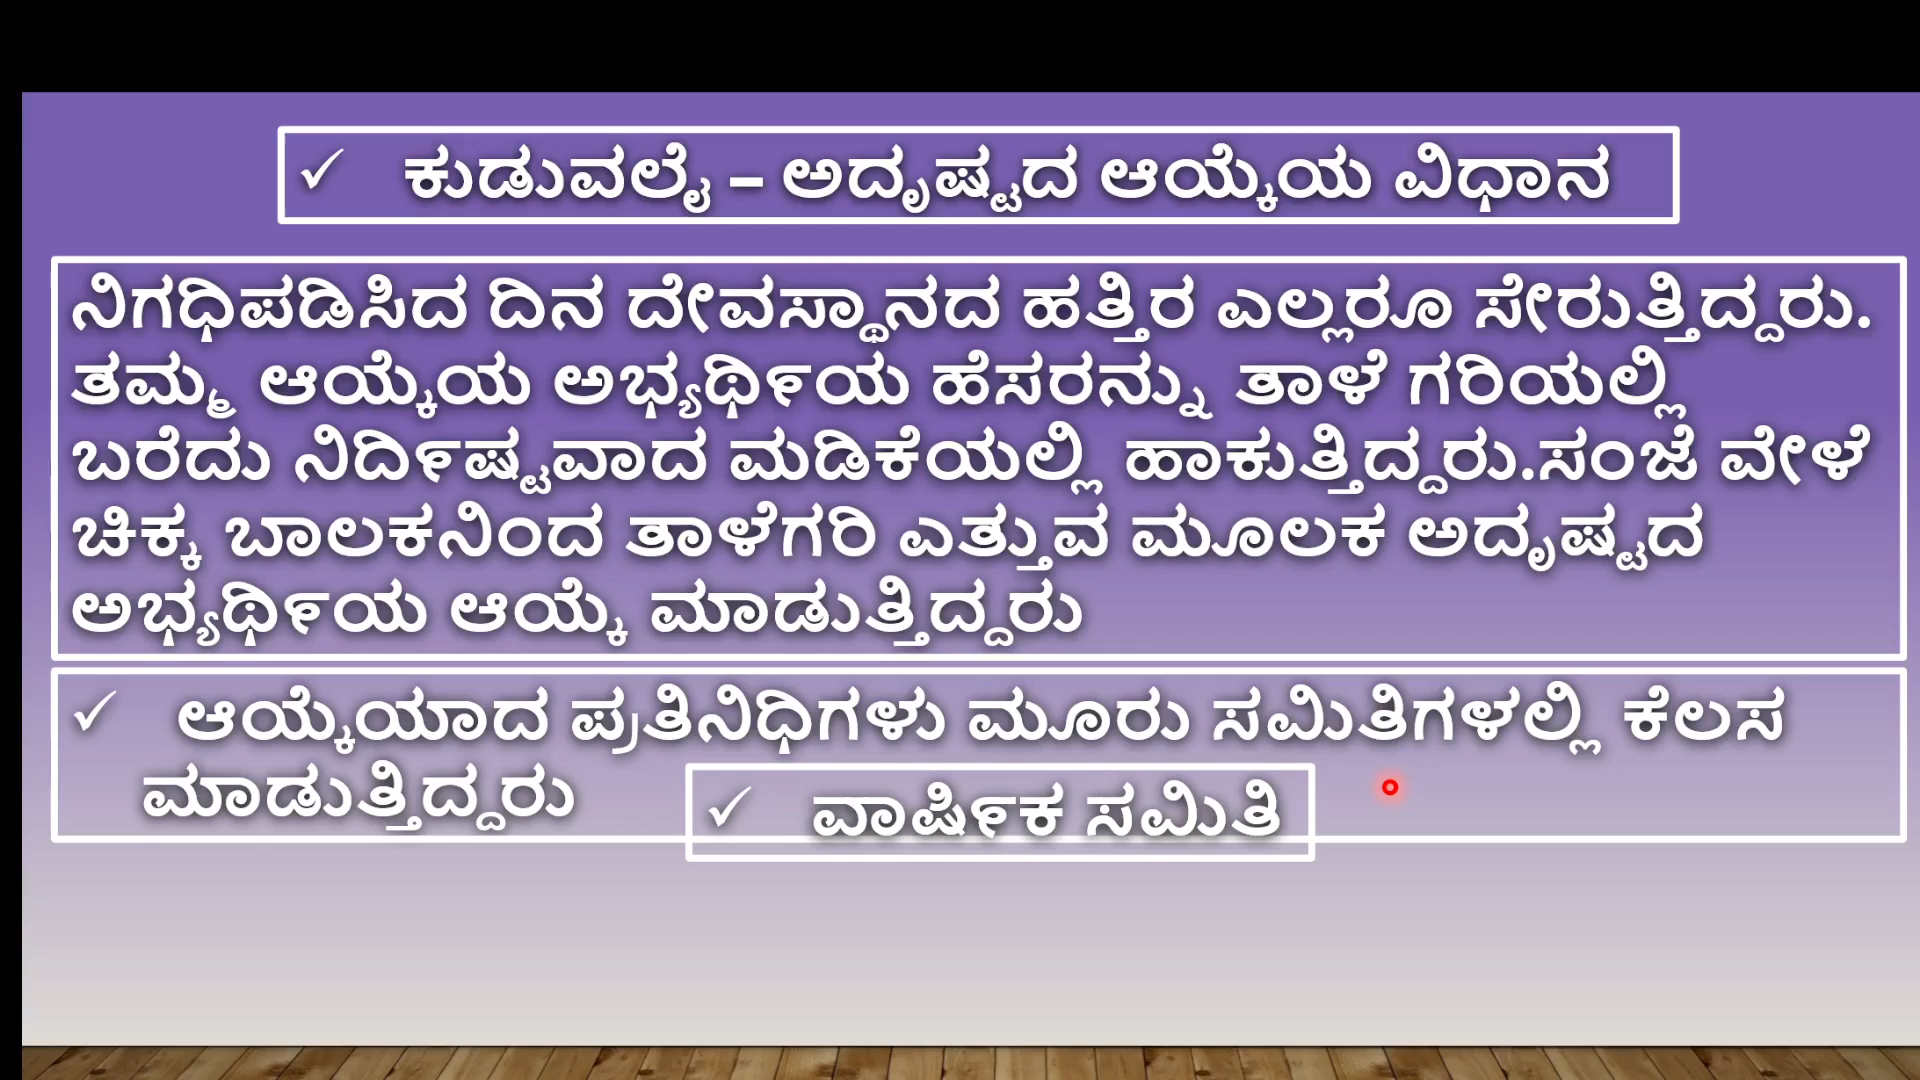 ✓ ಕುಡುವಲೈ – ಅದೃಷ್ಟದ ಆಯ್ಕೆಯ ವಿಧಾನ
ನಿಗಧಿಪಡಿಸಿದ ದಿನ ದೇವಸ್ಥಾನದ ಹತ್ತಿರ ಎಲ್ಲರೂ ಸೇರುತ್ತಿದ್ದರು.
ತಮ್ಮ ಆಯ್ಕೆಯ ಅಭ್ಯರ್ಥಿಯ ಹೆಸರನ್ನು ತಾಳೆ ಗರಿಯಲ್ಲಿ
ಬರೆದು ನಿರ್ದಿಷ್ಟವಾದ ಮಡಿಕೆಯಲ್ಲಿ ಹಾಕುತ್ತಿದ್ದರು.ಸಂಜೆ ವೇಳೆ
ಚಿಕ್ಕ ಬಾಲಕನಿಂದ ತಾಳೆಗರಿ ಎತ್ತುವ ಮೂಲಕ ಅದೃಷ್ಟದ
ಅಭ್ಯರ್ಥಿಯ ಆಯ್ಕೆ ಮಾಡುತ್ತಿದ್ದರು
✓ ಆಯ್ಕೆಯಾದ ಪ್ರತಿನಿಧಿಗಳು ಮೂರು ಸಮಿತಿಗಳಲ್ಲಿ ಕೆಲಸ
ಮಾಡುತ್ತಿದ್ದರು
✓ ವಾರ್ಷಿಕ ಸಮಿತಿ